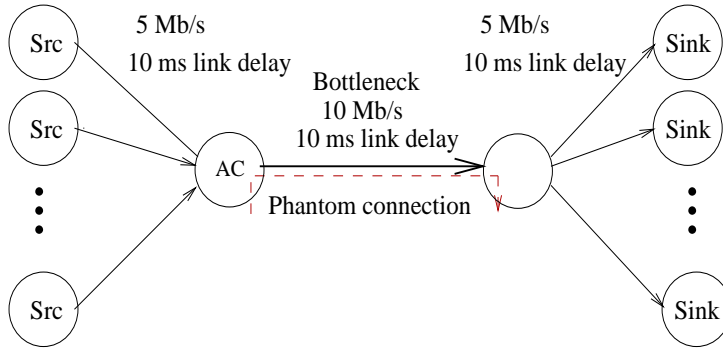 5 Mb/s
10 ms link delay
5 Mb/s
10 ms link delay
Src
Src
Src
Bottleneck
10 Mb/s
10 ms link delay
AC
Phantom connection
Sink
Sink
Sink